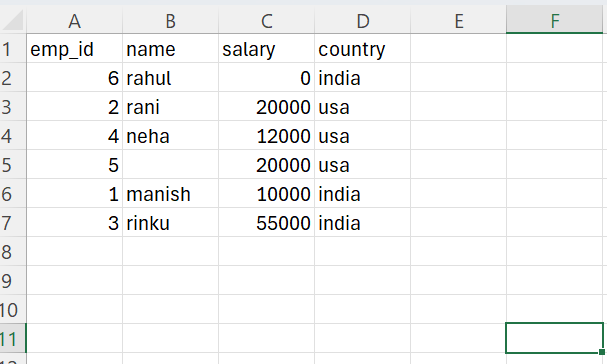 A B C D E F
1 emp_id name salary country
2 6 rahul 0 india
3 2 rani 20000 usa
4 4 neha 12000 usa
5 5 20000 usa
6 1 manish 10000 india
7 3 rinku 55000 india
8
9
10
11